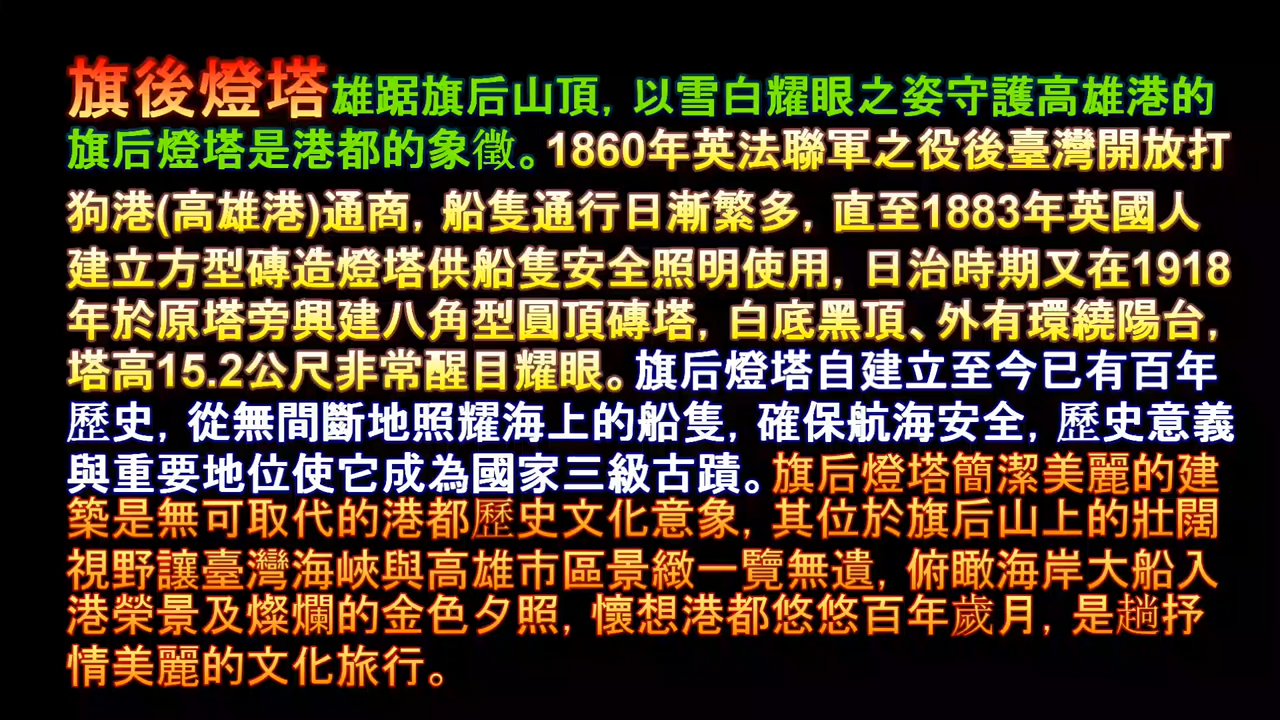 旗後燈塔雄踞旗后山頂, 以雪白耀眼之姿守護高雄港的
旗后燈塔是港都的象徵。1860年英法聯軍之役後臺灣開放打
狗港(高雄港)通商, 船隻通行日漸繁多, 直至1883年英國人
建立方型磚造燈塔供船隻安全照明使用, 日治時期又在1918
年於原塔旁興建八角型圓頂磚塔, 白底黑頂、外有環繞陽台,
塔高15.2公尺非常醒目耀眼。旗后燈塔自建立至今已有百年
歷史, 從無間斷地照耀海上的船隻, 確保航海安全, 歷史意義
與重要地位使它成為國家三級古蹟。旗后燈塔簡潔美麗的建
築是無可取代的港都歷史文化意象, 其位於旗后山上的壯闊
視野讓臺灣海峽與高雄市區景緻一覽無遺, 俯瞰海岸大船入
港榮景及燦爛的金色夕照, 懷想港都悠悠百年歲月, 是趟抒
情美麗的文化旅行。